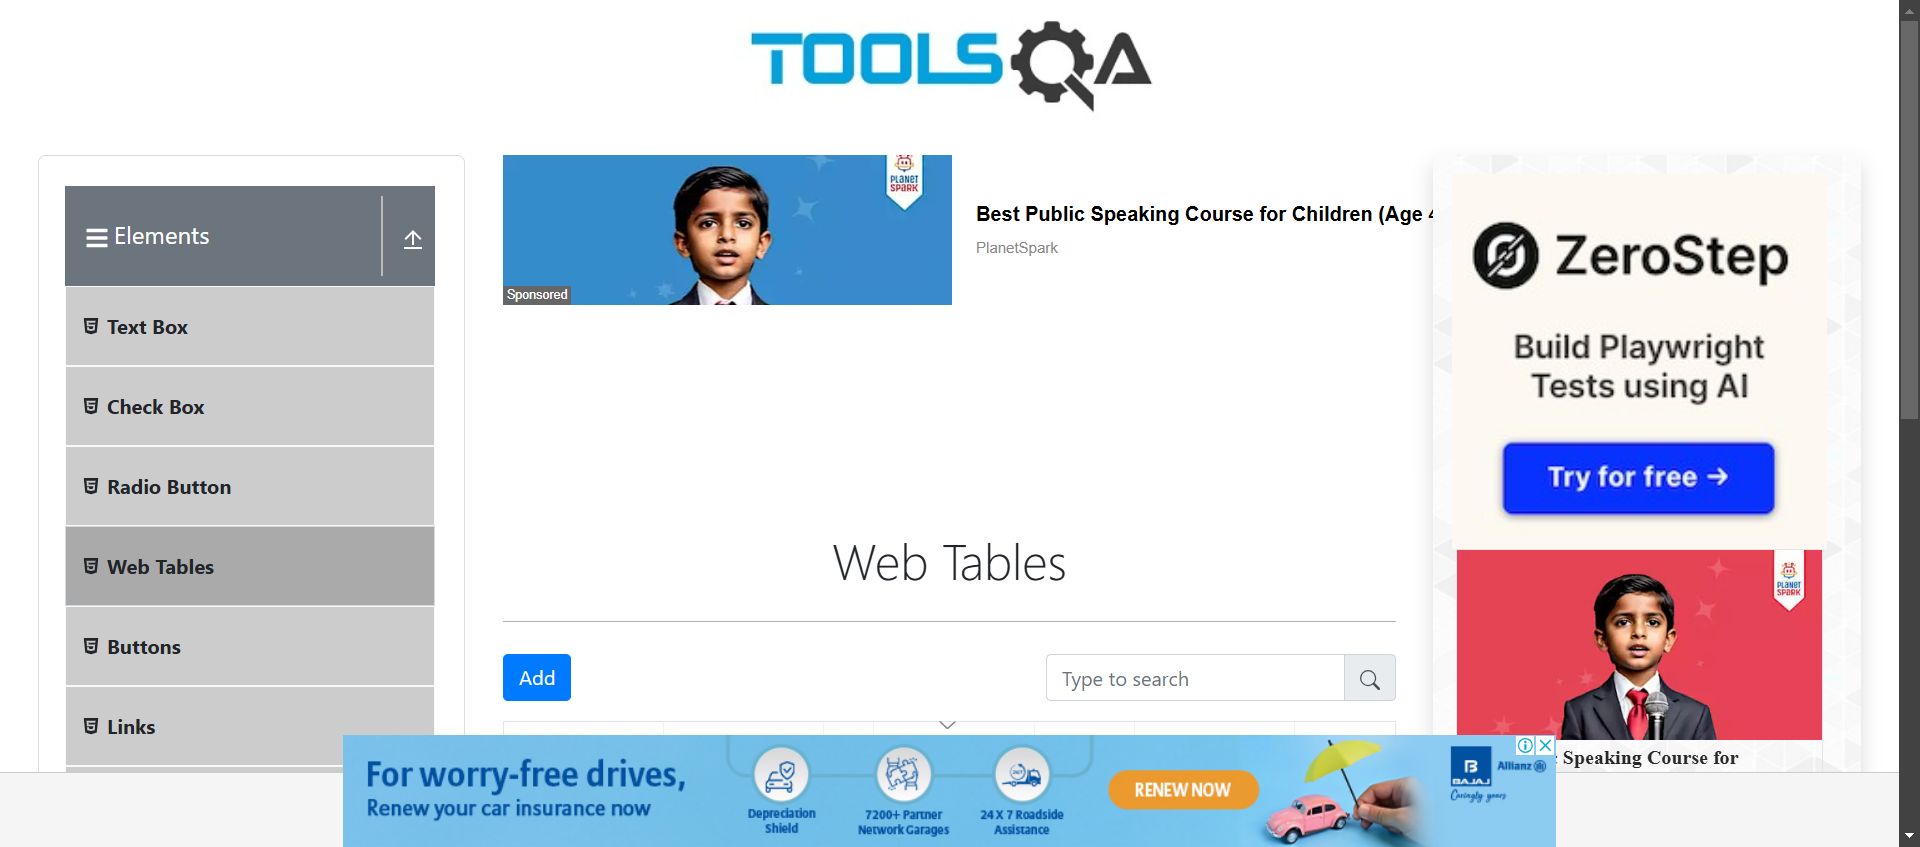 TOOLSQA
Elements
Text Box
Check Box
Radio Button
Web Tables
Buttons
Links
PLANET
SPARK
Sponsored
Best Public Speaking Course for Children (Age
PlanetSpark
Web Tables
Add
Type to search
ZeroStep
Build Playwright
Tests using AI
Try for free →
PLANET
SPARK
Speaking Course for
For worry-free drives,
Renew your car insurance now
Depreciation
Shield
7200+ Partner
Network Garages
24 X 7 Roadside
Assistance
RENEW NOW
BAJAJ
Allianz
Caringly yours